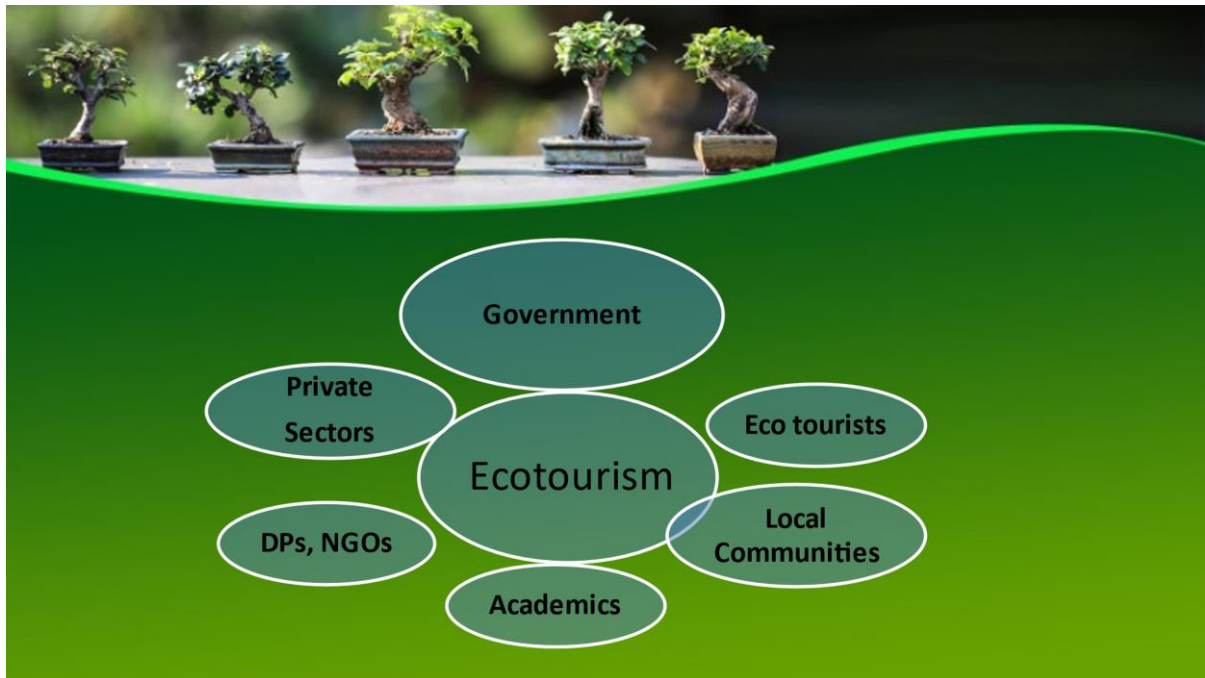 Government
Private
Sectors
Eco tourists
Ecotourism
Local
Communities
DPs, NGOs
Academics